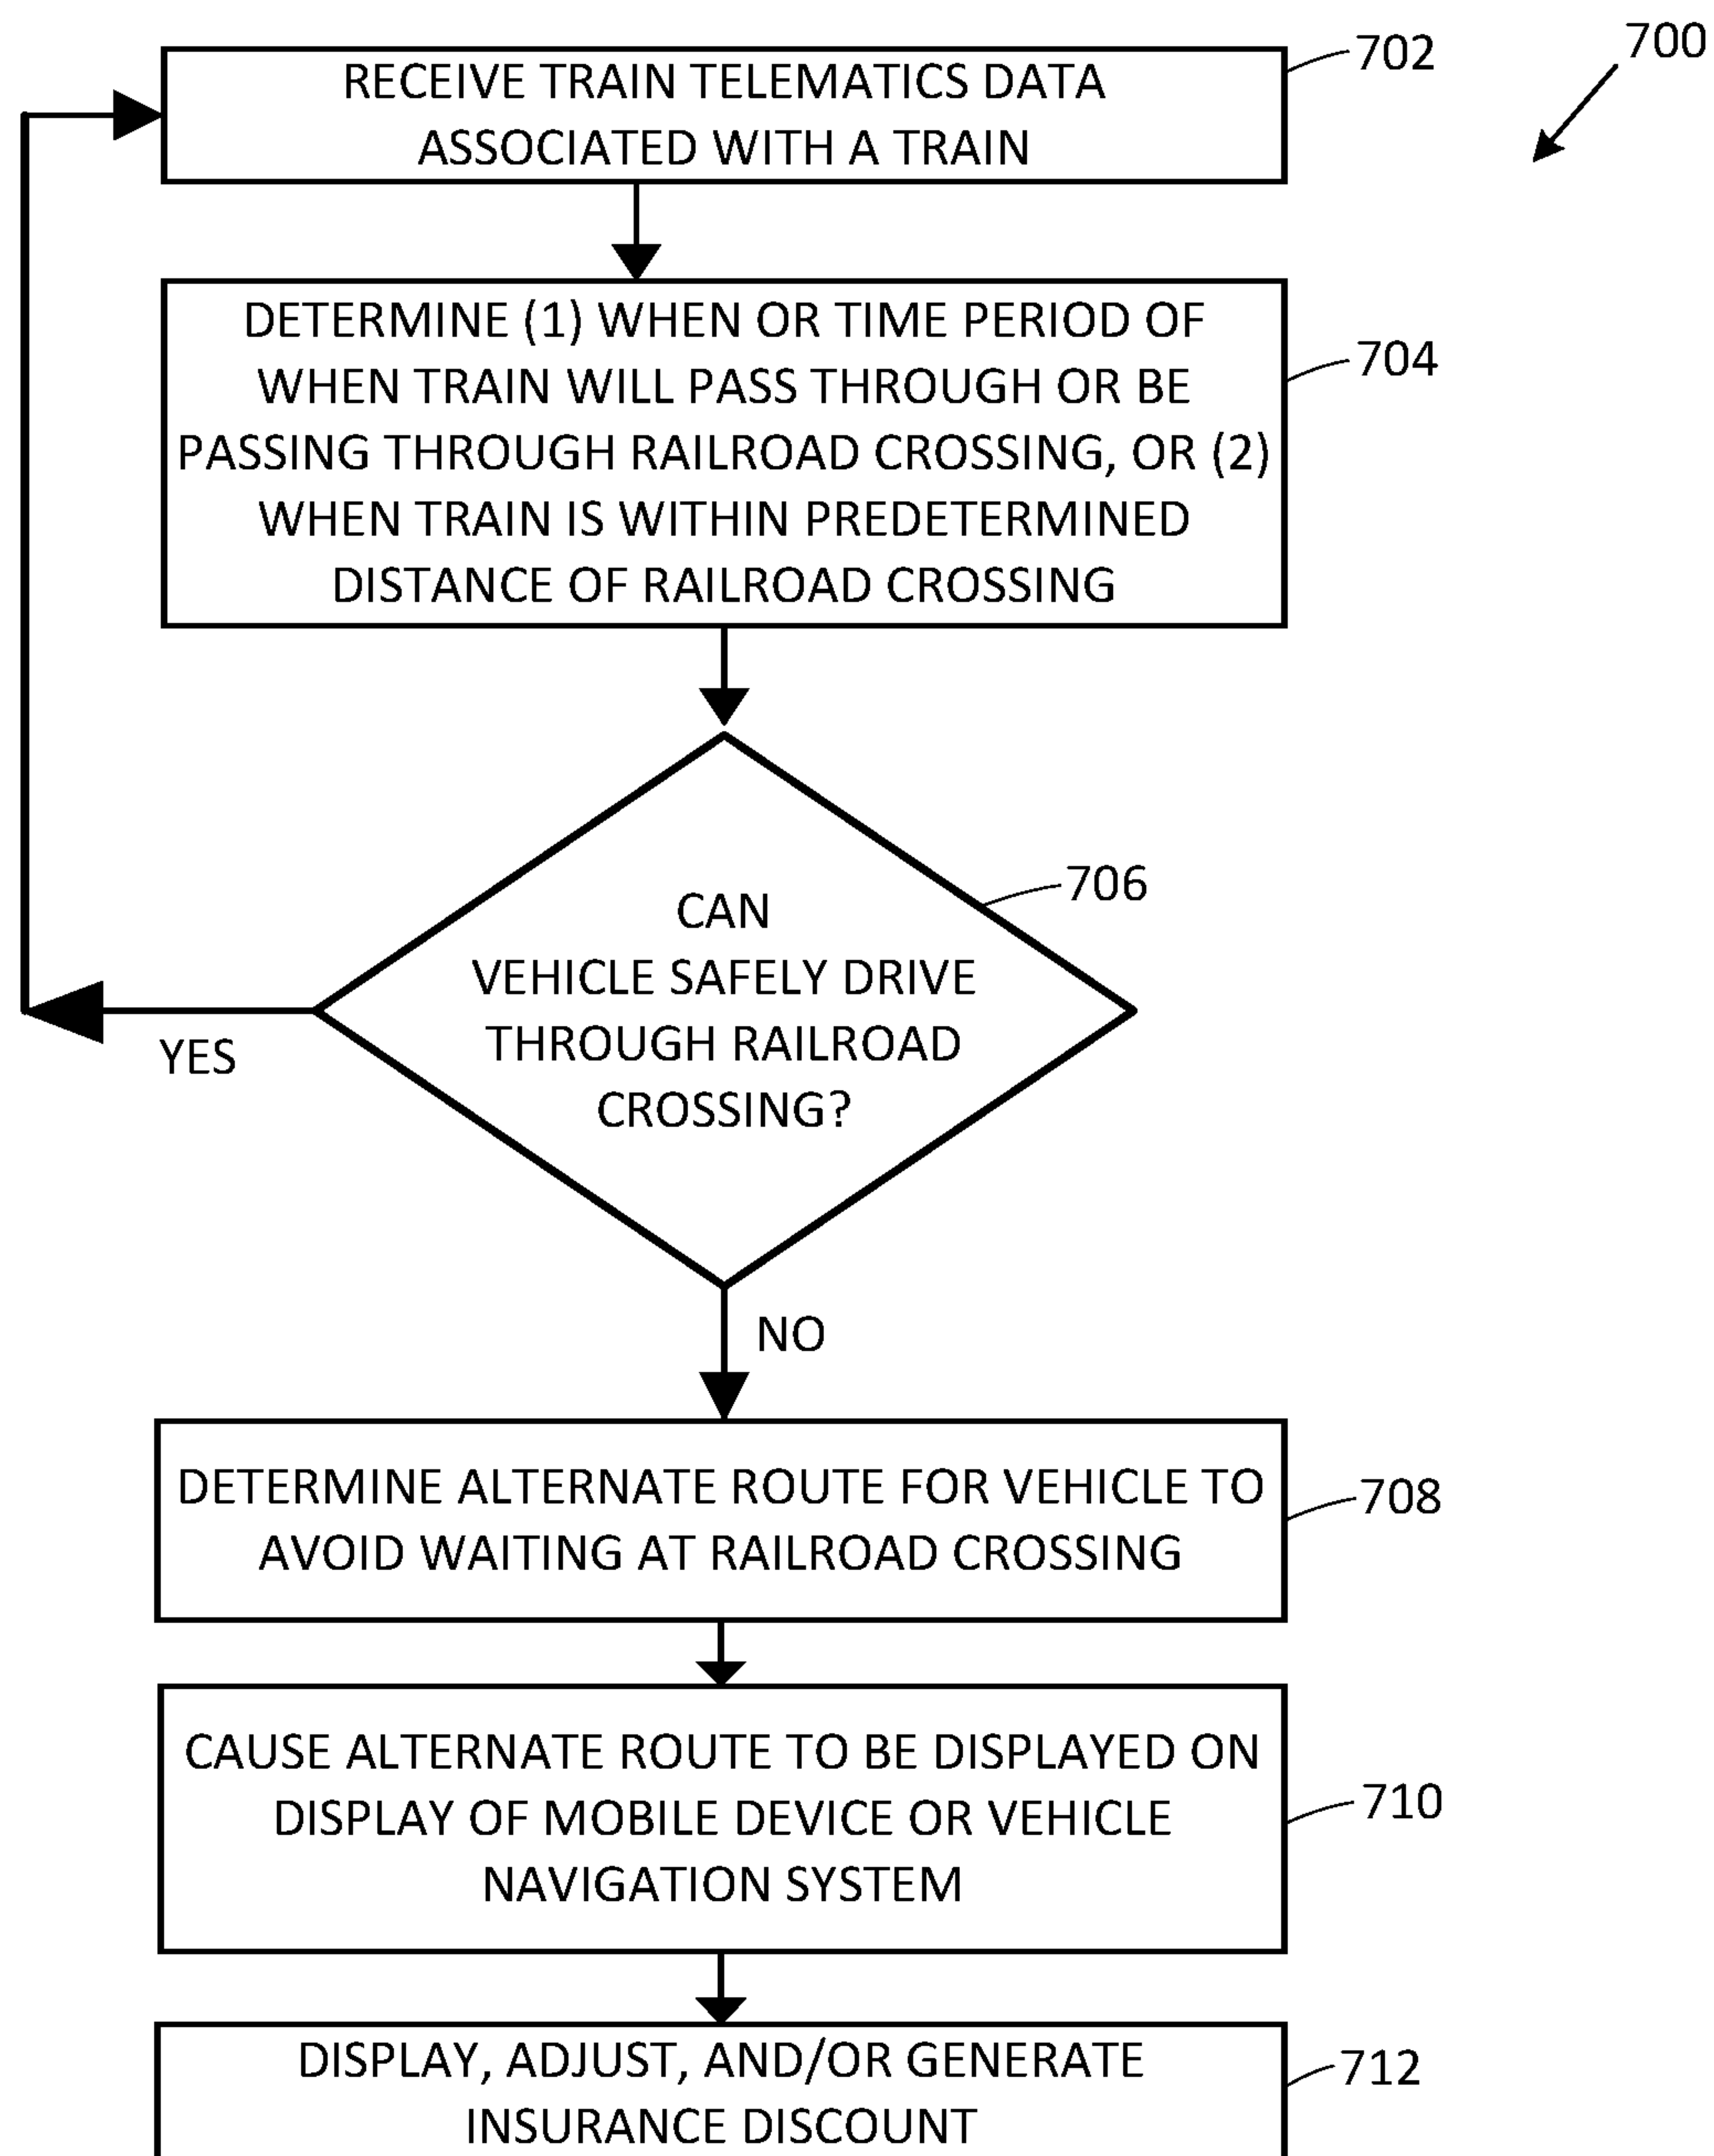 700
702
RECEIVE TRAIN TELEMATICS DATA
ASSOCIATED WITH A TRAIN
704
DETERMINE (1) WHEN OR TIME PERIOD OF
WHEN TRAIN WILL PASS THROUGH OR BE
PASSING THROUGH RAILROAD CROSSING, OR (2)
WHEN TRAIN IS WITHIN PREDETERMINED
DISTANCE OF RAILROAD CROSSING
706
CAN
VEHICLE SAFELY DRIVE
THROUGH RAILROAD
CROSSING?
YES
NO
708
DETERMINE ALTERNATE ROUTE FOR VEHICLE TO
AVOID WAITING AT RAILROAD CROSSING
710
CAUSE ALTERNATE ROUTE TO BE DISPLAYED ON
DISPLAY OF MOBILE DEVICE OR VEHICLE
NAVIGATION SYSTEM
712
DISPLAY, ADJUST, AND/OR GENERATE
INSURANCE DISCOUNT